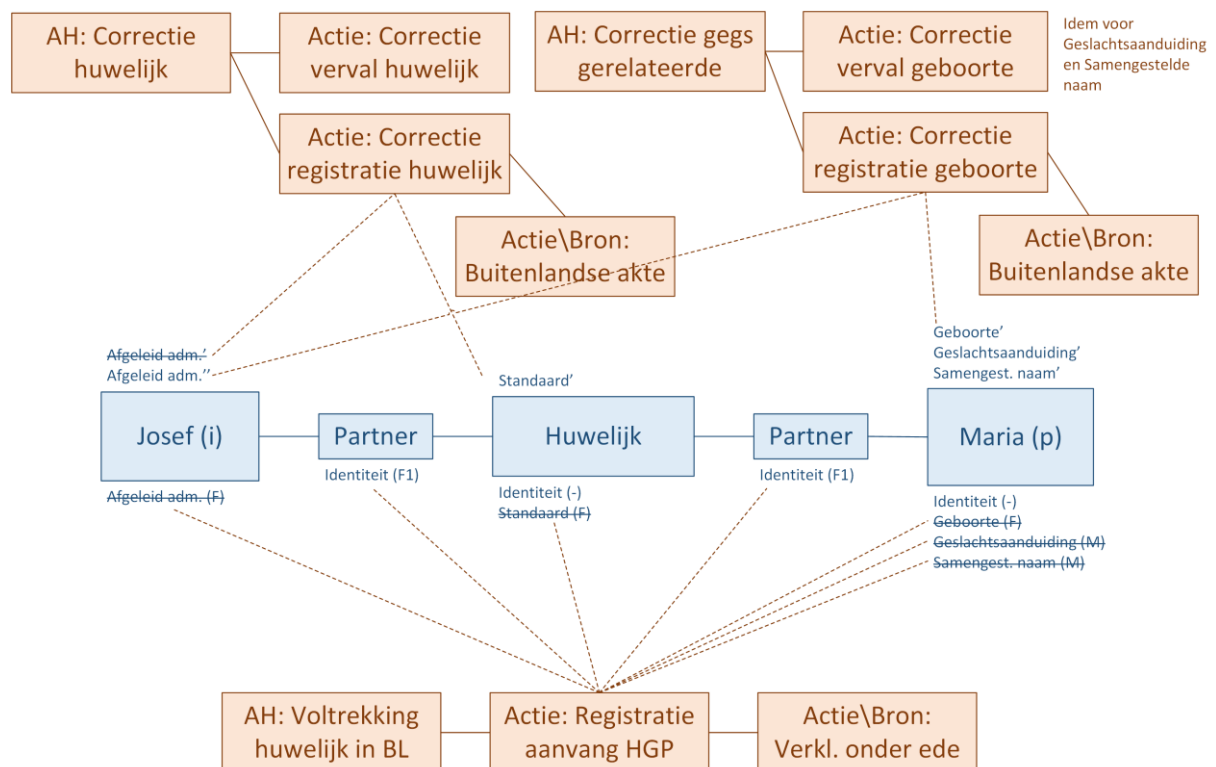 AH: Correctie
huwelijk
Actie: Correctie
verval huwelijk
AH: Correctie gegs
gerelateerde
Actie: Correctie
verval geboorte
Idem voor
Geslachtsaanduiding
en Samengestelde
naam
Actie: Correctie
registratie huwelijk
Actie: Correctie
registratie geboorte
Actie\Bron:
Buitenlandse akte
Actie\Bron:
Buitenlandse akte
Afgeleid adm.’
Afgeleid adm.’’
Standaard’
Geboorte’
Geslachtsaanduiding’
Samengest. naam’
Josef (i)
Partner
Huwelijk
Partner
Maria (p)
Afgeleid adm. (F)
Identiteit (F1)
Identiteit (-)
Standaard (F)
Identiteit (F1)
Identiteit (-)
Geboorte (F)
Geslachtsaanduiding (M)
Samengest. naam (M)
AH: Voltrekking
huwelijk in BL
Actie: Registratie
aanvang HGP
Actie\Bron:
Verkl. onder ede